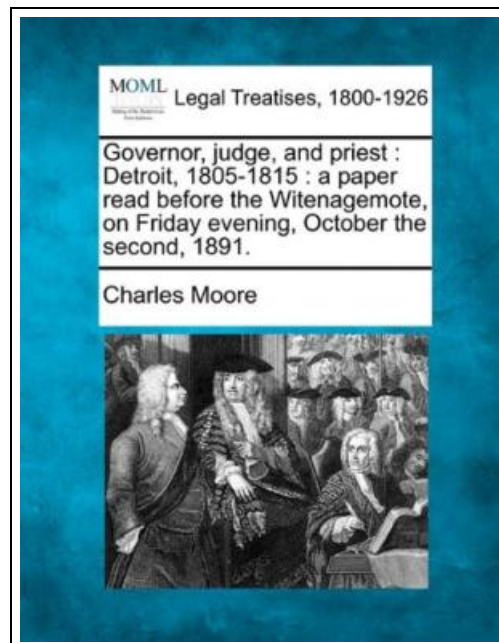 MOML
Legal Treatises, 1800-1926
Governor, judge, and priest :
Detroit, 1805-1815 : a paper
read before the Witenagemote,
on Friday evening, October the
second, 1891.
Charles Moore